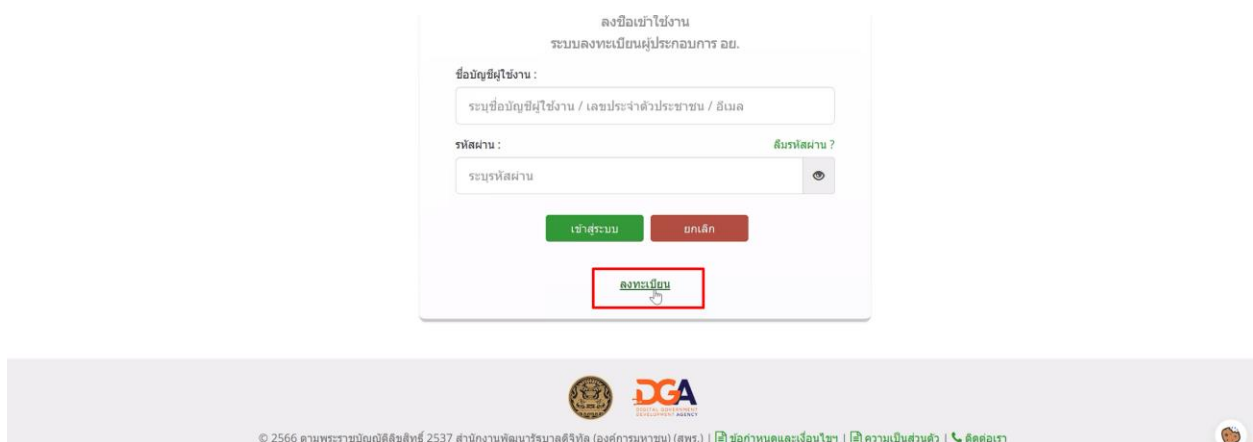 ลงชื่อเข้าใช้งาน
ระบบลงทะเบียนผู้ประกอบการ อย.
ชื่อบัญชีผู้ใช้งาน :
ระบุชื่อบัญชีผู้ใช้งาน / เลขประจำตัวประชาชน / อีเมล
รหัสผ่าน : ลืมรหัสผ่าน ?
ระบุรหัสผ่าน
เข้าสู่ระบบ ยกเลิก
ลงทะเบียน
DGA
DIGITAL GOVERNMENT
DEVELOPMENT AGENCY
© 2566 ตามพระราชบัญญัติลิขสิทธิ์ 2537 สำนักงานพัฒนารัฐบาลดิจิทัล (องค์การมหาชน) (สพร.) | ข้อกำหนดและเงื่อนไขฯ | ความเป็นส่วนตัว | ติดต่อเรา